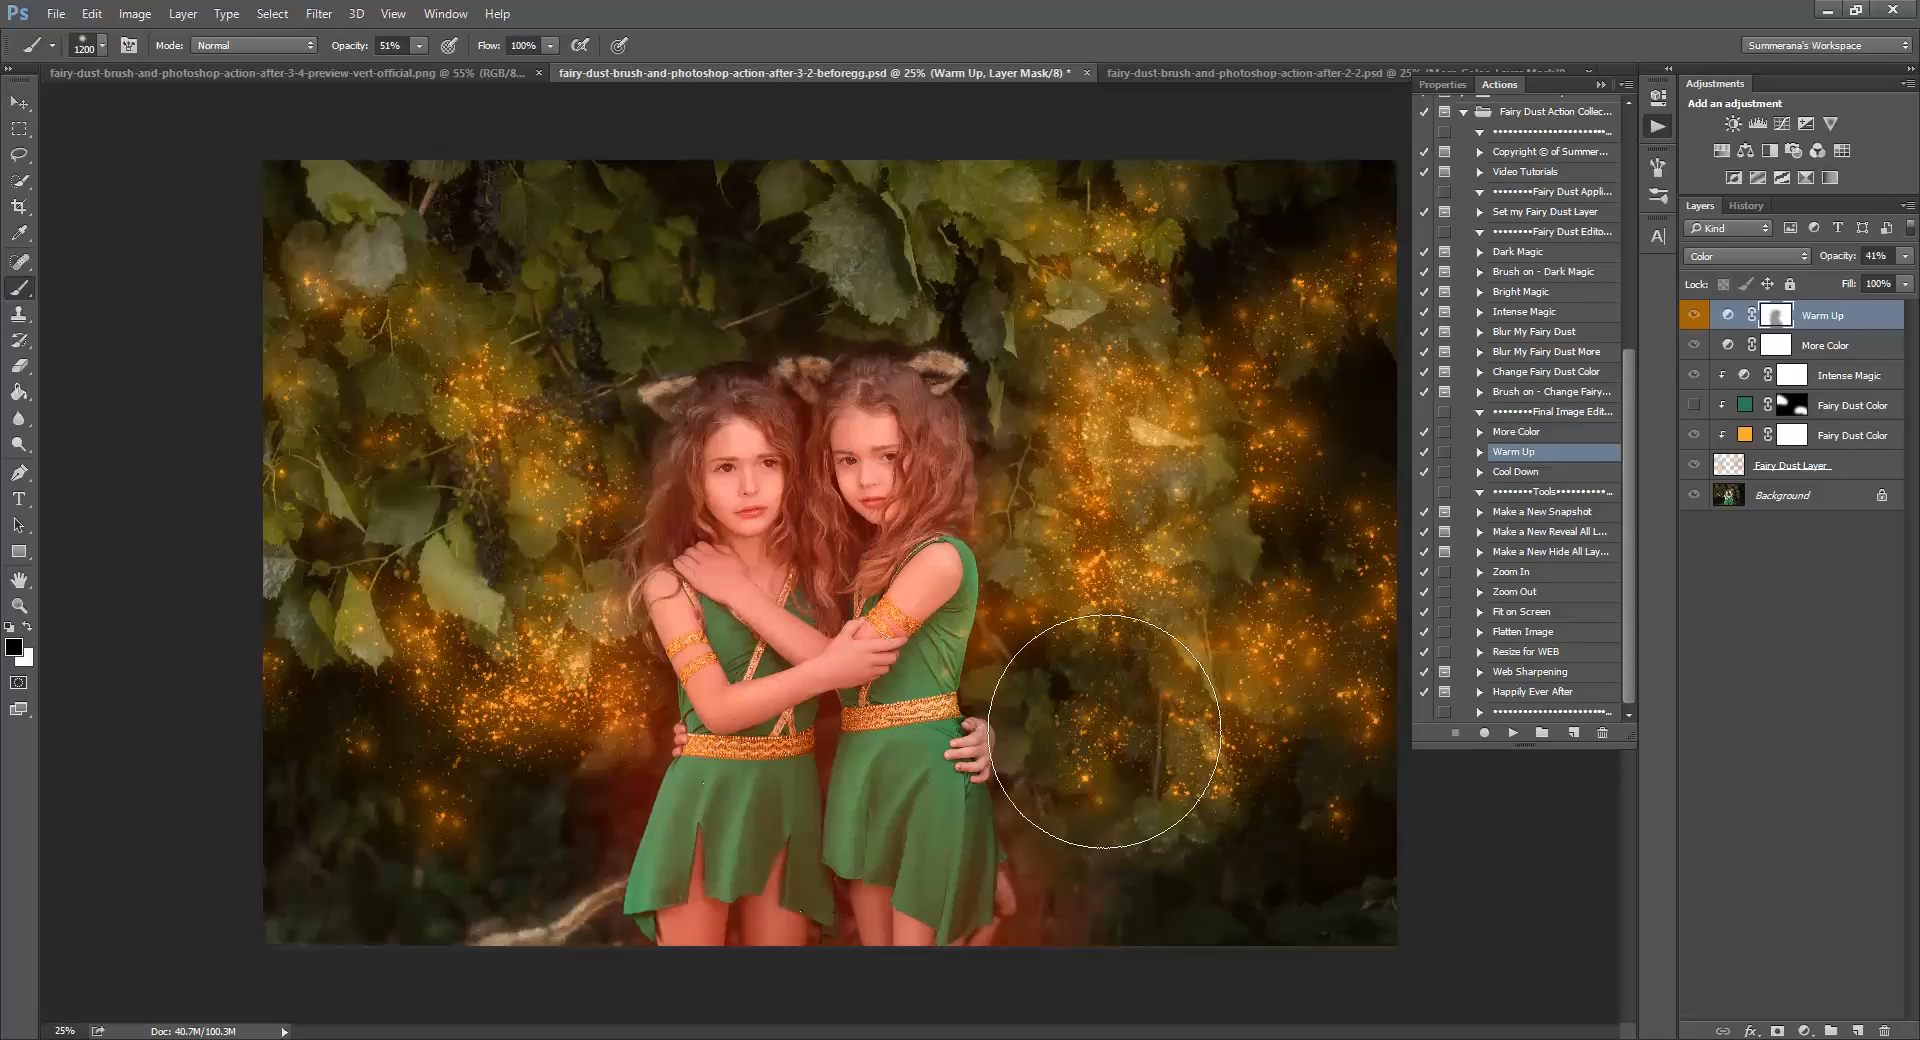 Ps File Edit Image Layer Type Select Filter 3D View Window Help
1200 Mode: Normal Opacity: 51% Flow: 100% Summerana's Workspace
fairy-dust-brush-and-photoshop-action-after-3-4-preview-vert-official.png @ 55% (RGB/8... fairy-dust-brush-and-photoshop-action-after-3-2-beforegg.psd @ 25% (Warm Up, Layer Mask/8) * fairy-dust-brush-and-photoshop-action-after-2-2.psd @ 25%
Properties Actions
Fairy Dust Action Collec...
Copyright © of Summer...
Video Tutorials
••••••••Fairy Dust Appli...
Set my Fairy Dust Layer
••••••••Fairy Dust Edito...
Dark Magic
Brush on - Dark Magic
Bright Magic
Intense Magic
Blur My Fairy Dust
Blur My Fairy Dust More
Change Fairy Dust Color
Brush on - Change Fairy...
••••••••Final Image Edit...
More Color
Warm Up
Cool Down
••••••••Tools•••••••••••...
Make a New Snapshot
Make a New Reveal All L...
Make a New Hide All Lay...
Zoom In
Zoom Out
Fit on Screen
Flatten Image
Resize for WEB
Web Sharpening
Happily Ever After
Adjustments
Add an adjustment
Layers History
Kind
Color Opacity: 41%
Lock: Fill: 100%
Warm Up
More Color
Intense Magic
Fairy Dust Color
Fairy Dust Color
Fairy Dust Layer
Background
25% Doc: 40.7M/100.3M